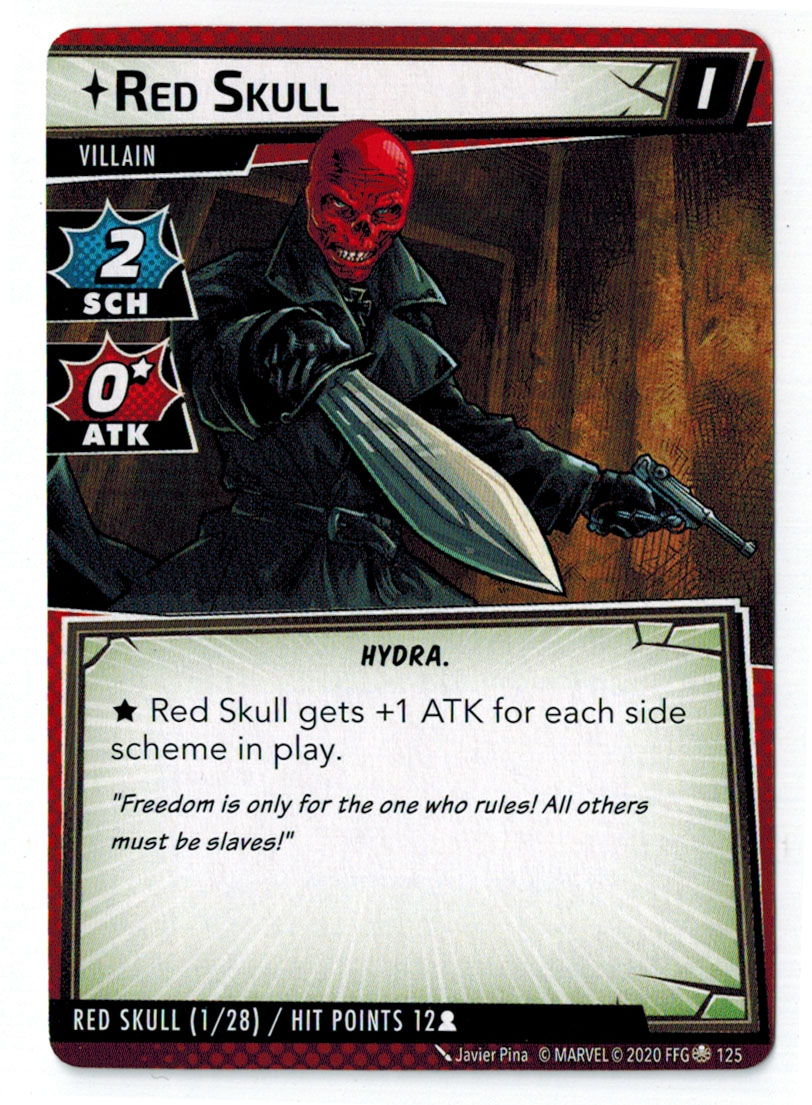 RED SKULL
I
VILLAIN
2
SCH
0★
ATK
HYDRA.
★ Red Skull gets +1 ATK for each side
scheme in play.
"Freedom is only for the one who rules! All others
must be slaves!"
RED SKULL (1/28) / HIT POINTS 12
Javier Pina © MARVEL © 2020 FFG 125